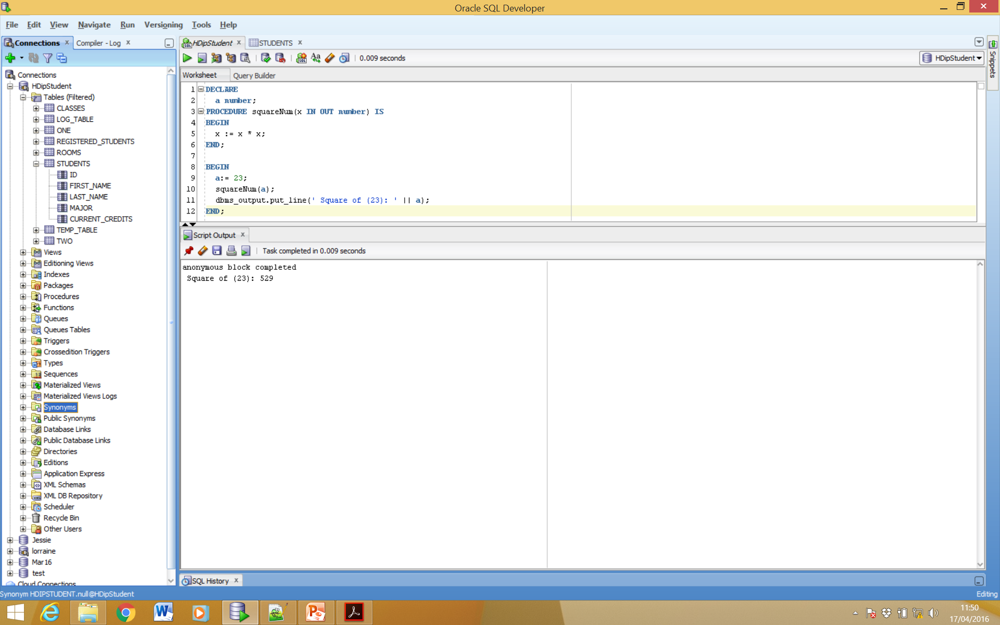 Oracle SQL Developer
File Edit View Navigate Run Versioning Tools Help
Connections x Compiler - Log x
HDipStudent x STUDENTS x
0.009 seconds
HDipStudent
Snippets
Worksheet Query Builder
Connections
HDipStudent
Tables (Filtered)
CLASSES
LOG_TABLE
ONE
REGISTERED_STUDENTS
ROOMS
STUDENTS
ID
FIRST_NAME
LAST_NAME
MAJOR
CURRENT_CREDITS
TEMP_TABLE
TWO
Views
Editioning Views
Indexes
Packages
Procedures
Functions
Queues
Queues Tables
Triggers
Crossedition Triggers
Types
Sequences
Materialized Views
Materialized Views Logs
Synonyms
Public Synonyms
Database Links
Public Database Links
Directories
Editions
Application Express
XML Schemas
XML DB Repository
Scheduler
Recycle Bin
Other Users
Jessie
lorraine
Mar16
test
Cloud Connections
1 DECLARE
2 a number;
3 PROCEDURE squareNum(x IN OUT number) IS
4 BEGIN
5 x := x * x;
6 END;
7
8 BEGIN
9 a:= 23;
10 squareNum(a);
11 dbms_output.put_line(' Square of (23): ' || a);
12 END;
Script Output x
Task completed in 0.009 seconds
anonymous block completed
Square of (23): 529
SQL History x
Synonym HDIPSTUDENT.null@HDipStudent
Editing
11:50
17/04/2016